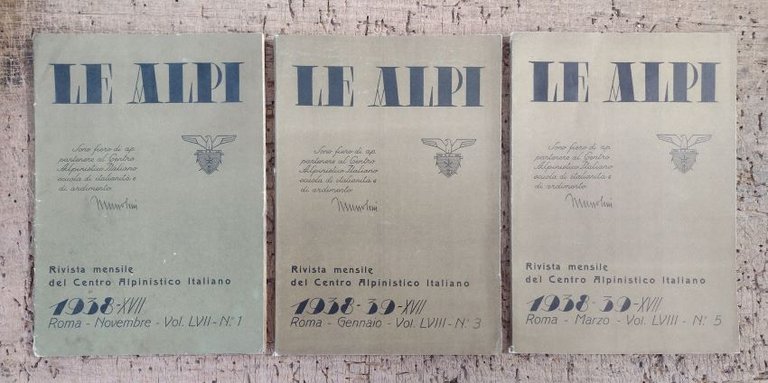 LE ALPI
Sono fiero di ap
partenere al Centro
Alpinistico Italiano
scuola di italianità e
di ardimento
Mussolini
Rivista mensile
del Centro Alpinistico Italiano
1938-XVII
Roma - Novembre - Vol. LVII - N.º 1
LE ALPI
Sono fiero di ap
partenere al Centro
Alpinistico Italiano
scuola di italianità e
di ardimento
Mussolini
Rivista mensile
del Centro Alpinistico Italiano
1938-39-XVII
Roma - Gennaio - Vol. LVIII - N.º 3
LE ALPI
Sono fiero di ap
partenere al Centro
Alpinistico Italiano
scuola di italianità e
di ardimento
Mussolini
Rivista mensile
del Centro Alpinistico Italiano
1938-39-XVII
Roma - Marzo - Vol. LVIII - N.º 5